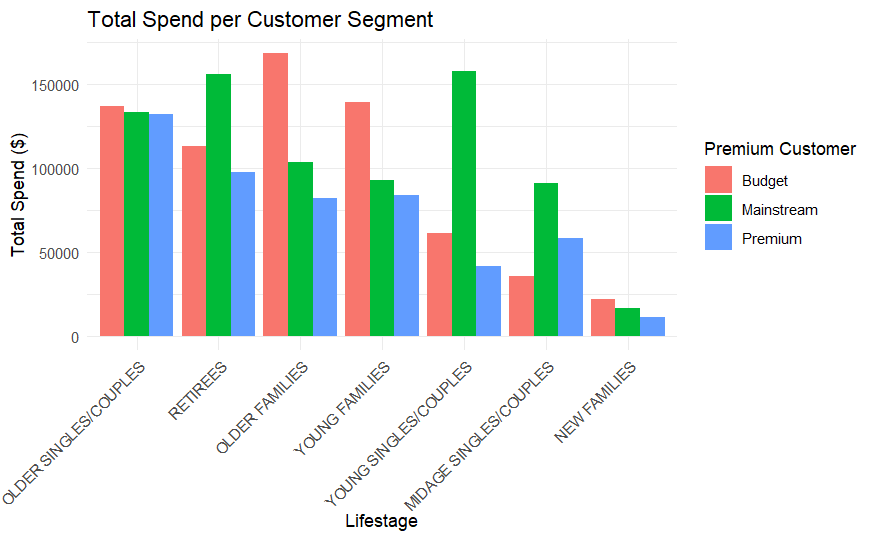 Total Spend per Customer Segment
Total Spend ($)
150000
100000
50000
0
OLDER SINGLES/COUPLES
RETIREES
OLDER FAMILIES
YOUNG FAMILIES
YOUNG SINGLES/COUPLES
MIDAGE SINGLES/COUPLES
NEW FAMILIES
Lifestage
Premium Customer
Budget
Mainstream
Premium